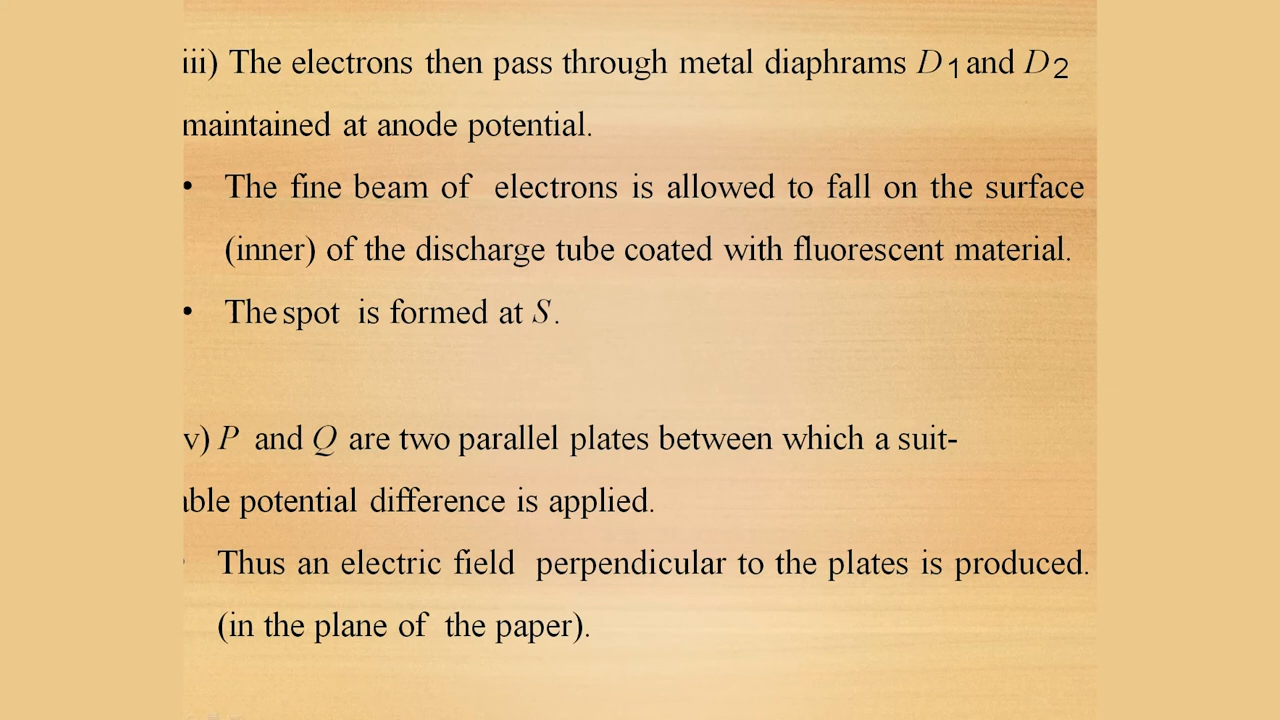 iii) The electrons then pass through metal diaphrams D1 and D2
maintained at anode potential.
• The fine beam of electrons is allowed to fall on the surface
(inner) of the discharge tube coated with fluorescent material.
• The spot is formed at S.
v) P and Q are two parallel plates between which a suit-
able potential difference is applied.
Thus an electric field perpendicular to the plates is produced.
(in the plane of the paper).